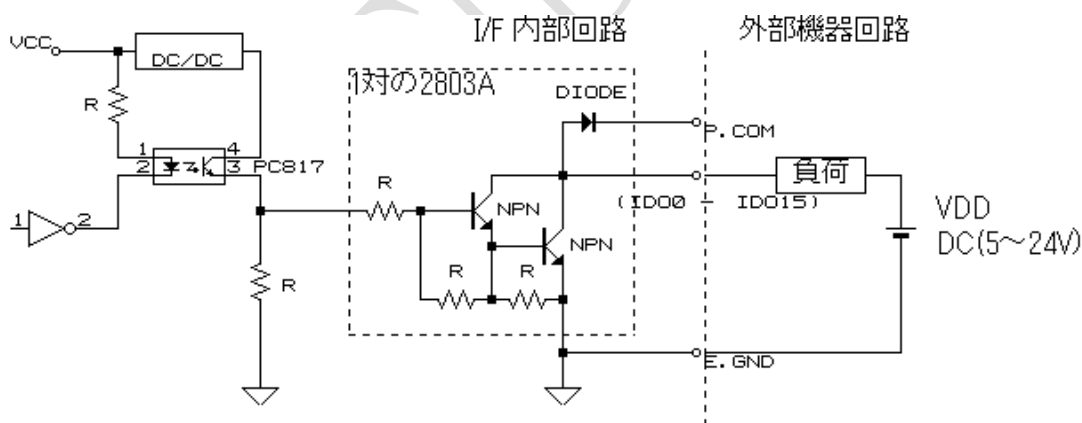 I/F 内部回路
外部機器回路
VCC
DC/DC
1対の2803A
DIODE
R
P.COM
1
2
4
3
PC817
R
負荷
1
2
NPN
(IDO0 - IDO15)
VDD
DC(5~24V)
NPN
R
R
R
E.GND